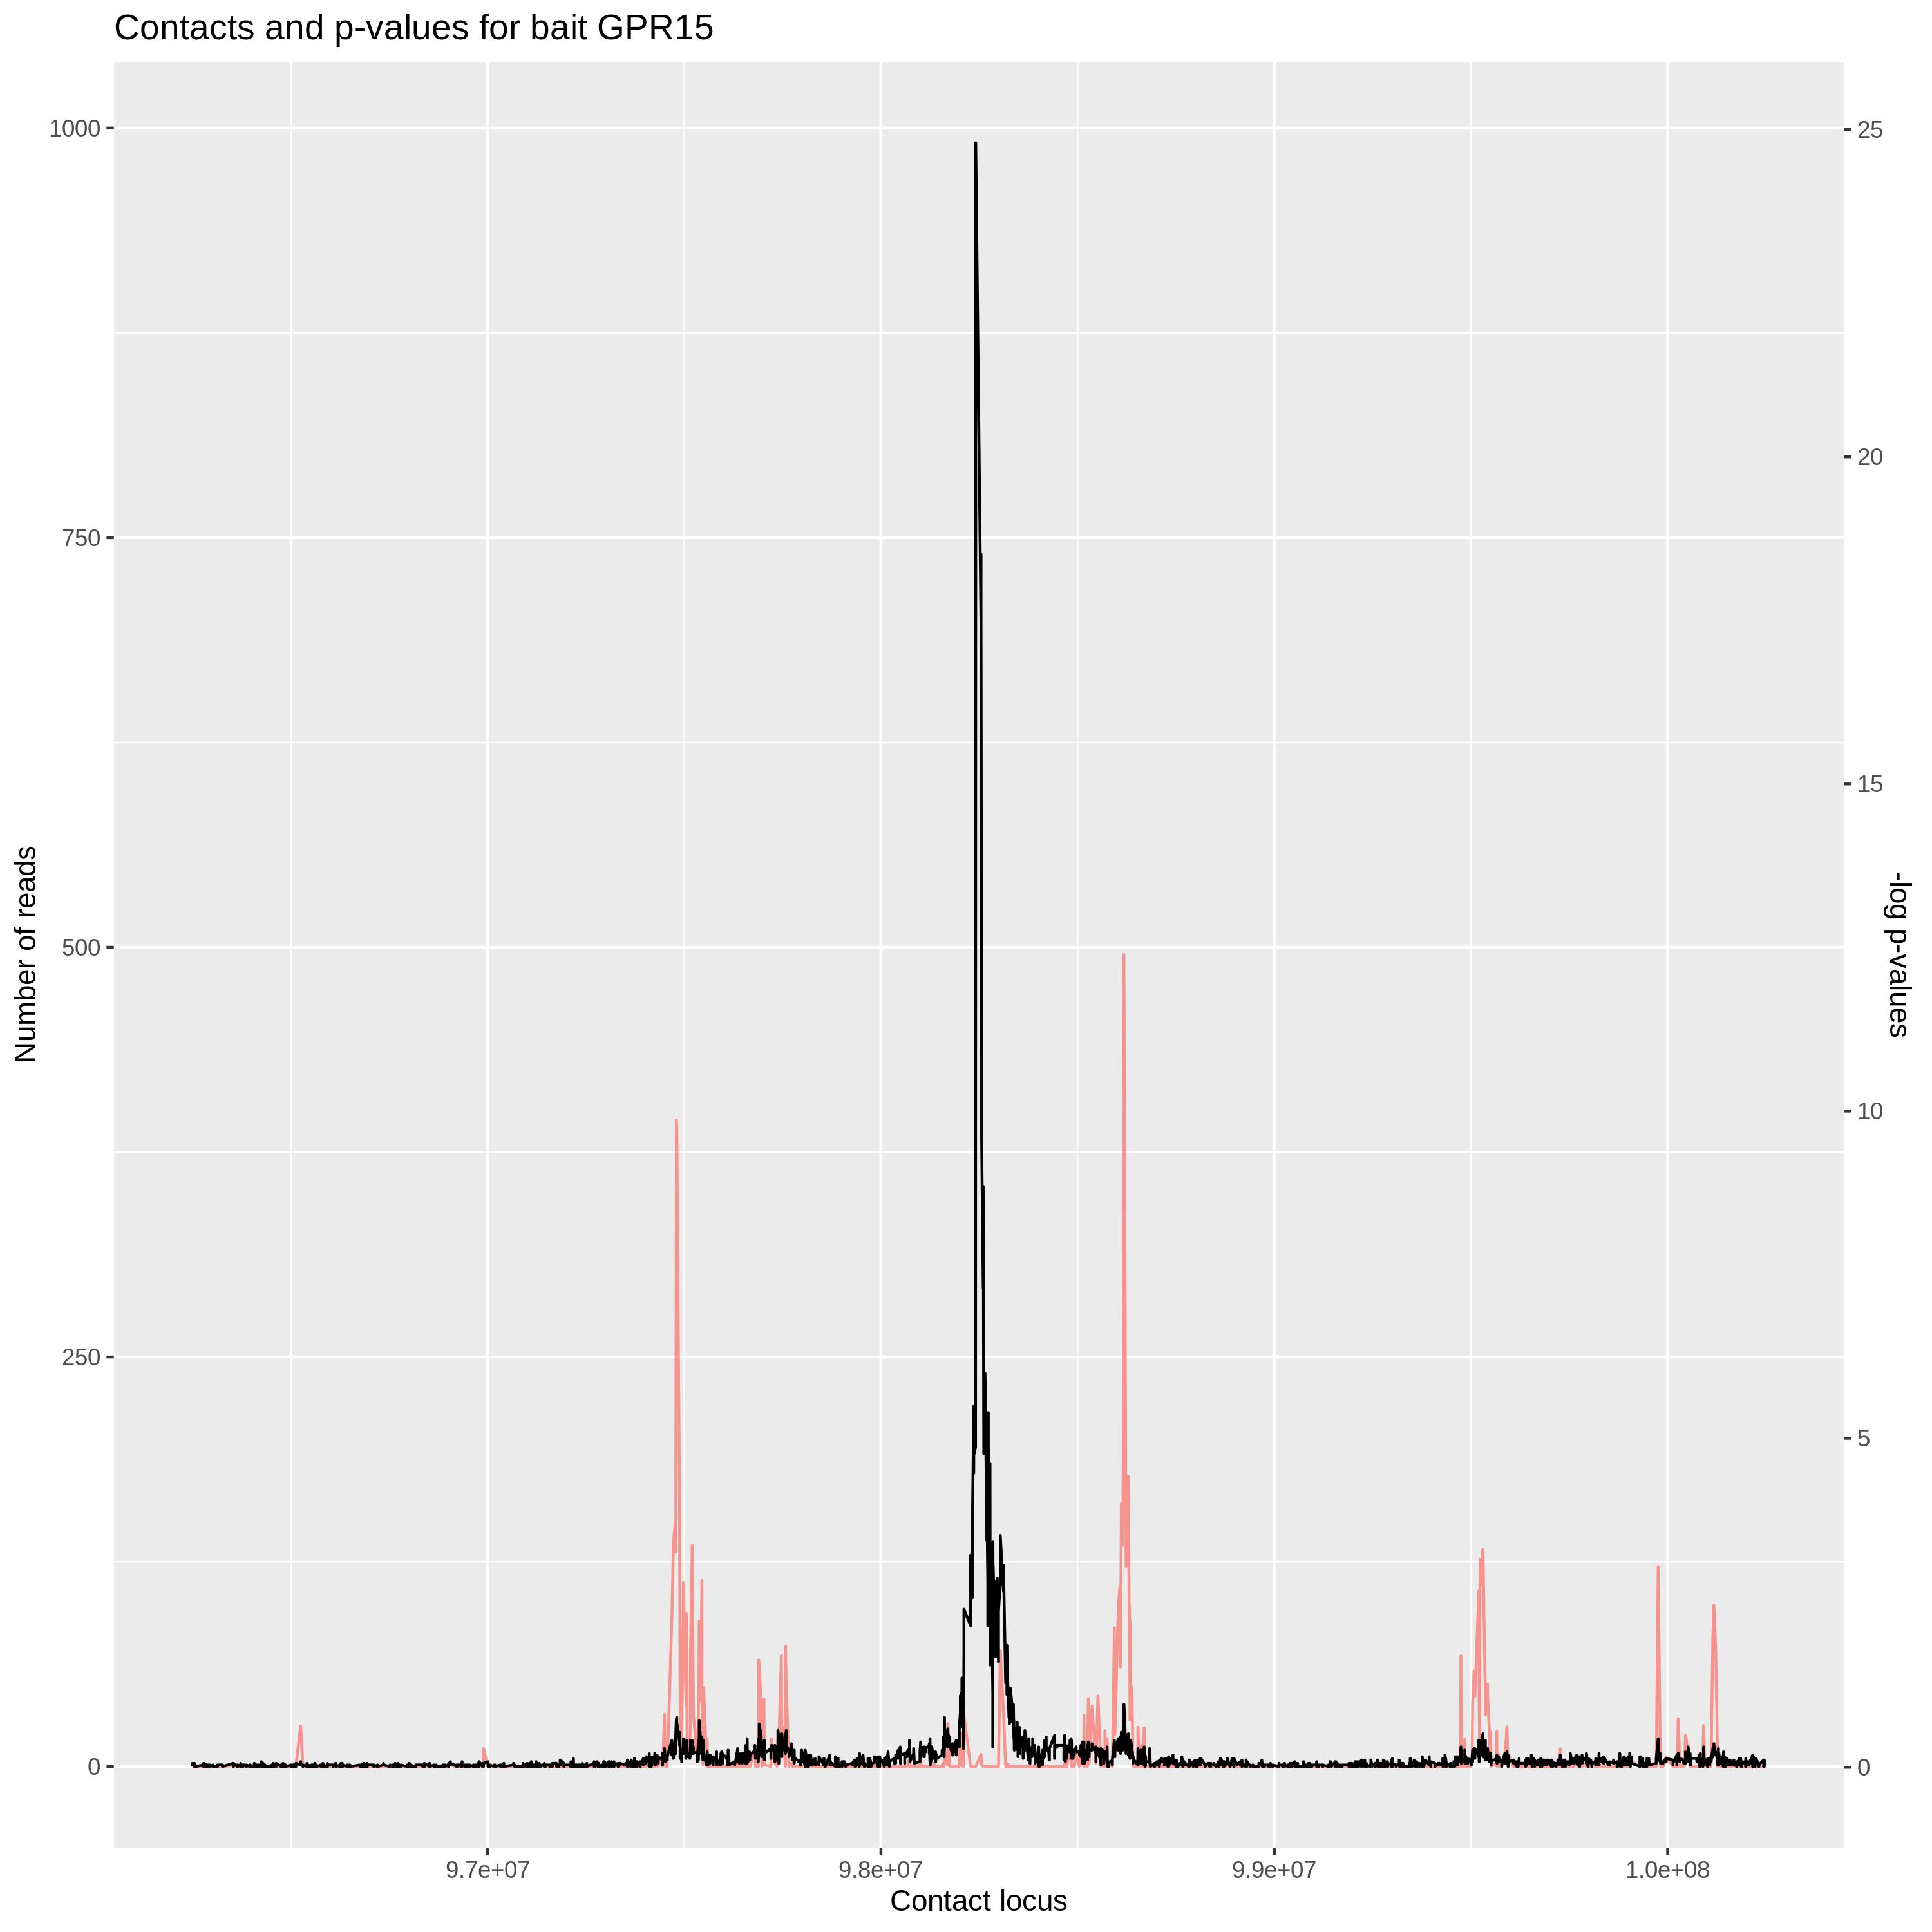 Contacts and p-values for bait GPR15
1000
750
500
250
0
Number of reads
25
20
15
10
5
0
-log p-values
9.7e+07
9.8e+07
9.9e+07
1.0e+08
Contact locus